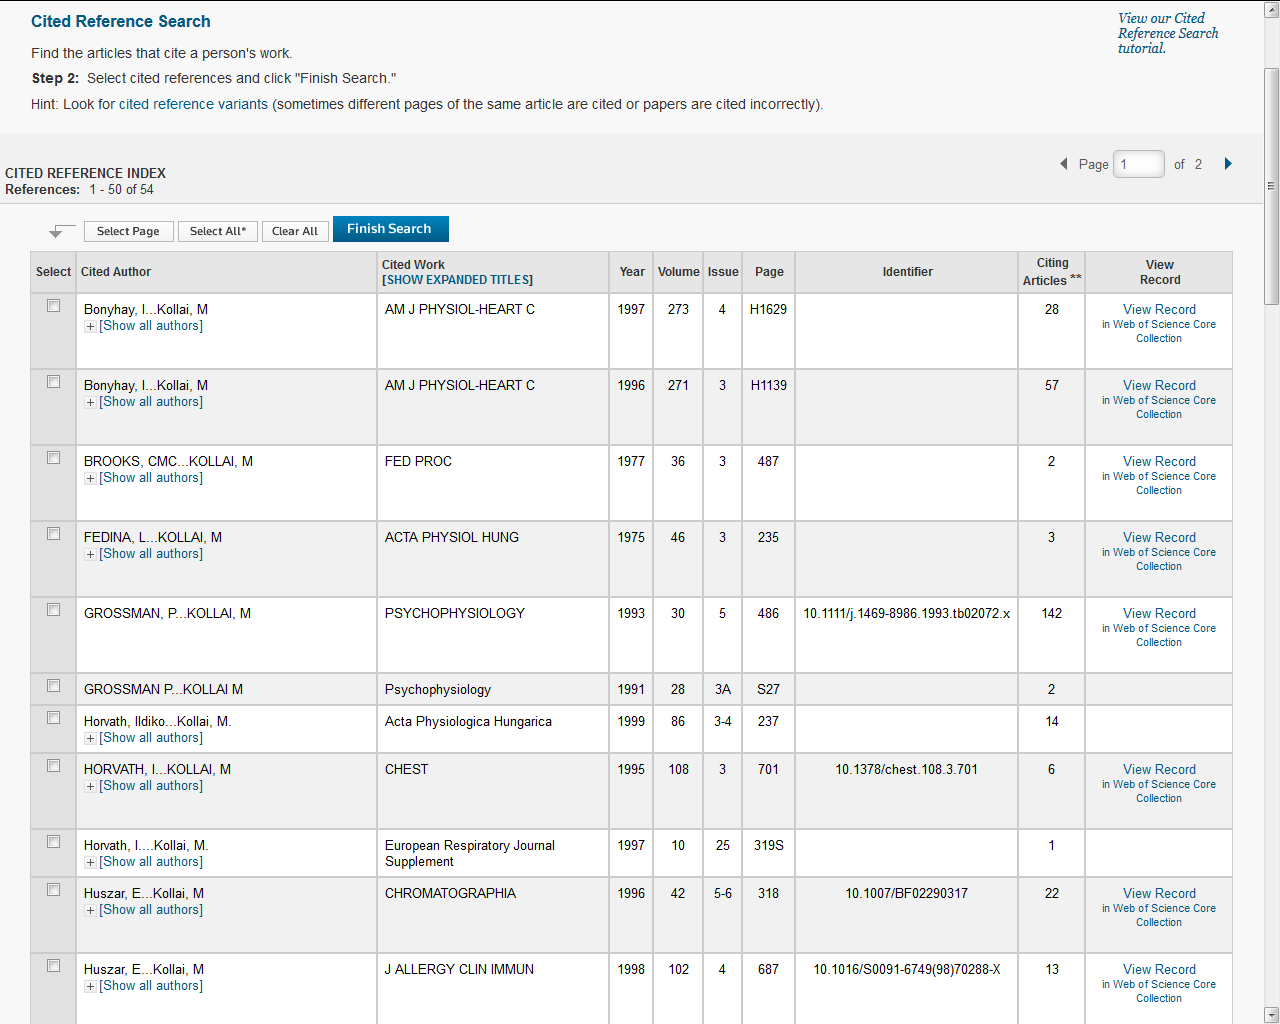 Cited Reference Search
View our Cited
Reference Search
tutorial.
Find the articles that cite a person's work.
Step 2: Select cited references and click "Finish Search."
Hint: Look for cited reference variants (sometimes different pages of the same article are cited or papers are cited incorrectly).
CITED REFERENCE INDEX
References: 1 - 50 of 54
Page 1 of 2
Select Page Select All* Clear All Finish Search
Select Cited Author Cited Work [SHOW EXPANDED TITLES] Year Volume Issue Page Identifier Citing Articles ** View Record
Bonyhay, I...Kollai, M AM J PHYSIOL-HEART C 1997 273 4 H1629 28 View Record
+ [Show all authors] in Web of Science Core
Collection
Bonyhay, I...Kollai, M AM J PHYSIOL-HEART C 1996 271 3 H1139 57 View Record
+ [Show all authors] in Web of Science Core
Collection
BROOKS, CMC...KOLLAI, M FED PROC 1977 36 3 487 2 View Record
+ [Show all authors] in Web of Science Core
Collection
FEDINA, L...KOLLAI, M ACTA PHYSIOL HUNG 1975 46 3 235 3 View Record
+ [Show all authors] in Web of Science Core
Collection
GROSSMAN, P...KOLLAI, M PSYCHOPHYSIOLOGY 1993 30 5 486 10.1111/j.1469-8986.1993.tb02072.x 142 View Record
in Web of Science Core
Collection
GROSSMAN P...KOLLAI M Psychophysiology 1991 28 3A S27 2
Horvath, Ildiko...Kollai, M. Acta Physiologica Hungarica 1999 86 3-4 237 14
+ [Show all authors]
HORVATH, I...KOLLAI, M CHEST 1995 108 3 701 10.1378/chest.108.3.701 6 View Record
+ [Show all authors] in Web of Science Core
Collection
Horvath, I....Kollai, M. European Respiratory Journal 1997 10 25 319S 1
+ [Show all authors] Supplement
Huszar, E...Kollai, M CHROMATOGRAPHIA 1996 42 5-6 318 10.1007/BF02290317 22 View Record
+ [Show all authors] in Web of Science Core
Collection
Huszar, E...Kollai, M J ALLERGY CLIN IMMUN 1998 102 4 687 10.1016/S0091-6749(98)70288-X 13 View Record
+ [Show all authors] in Web of Science Core
Collection